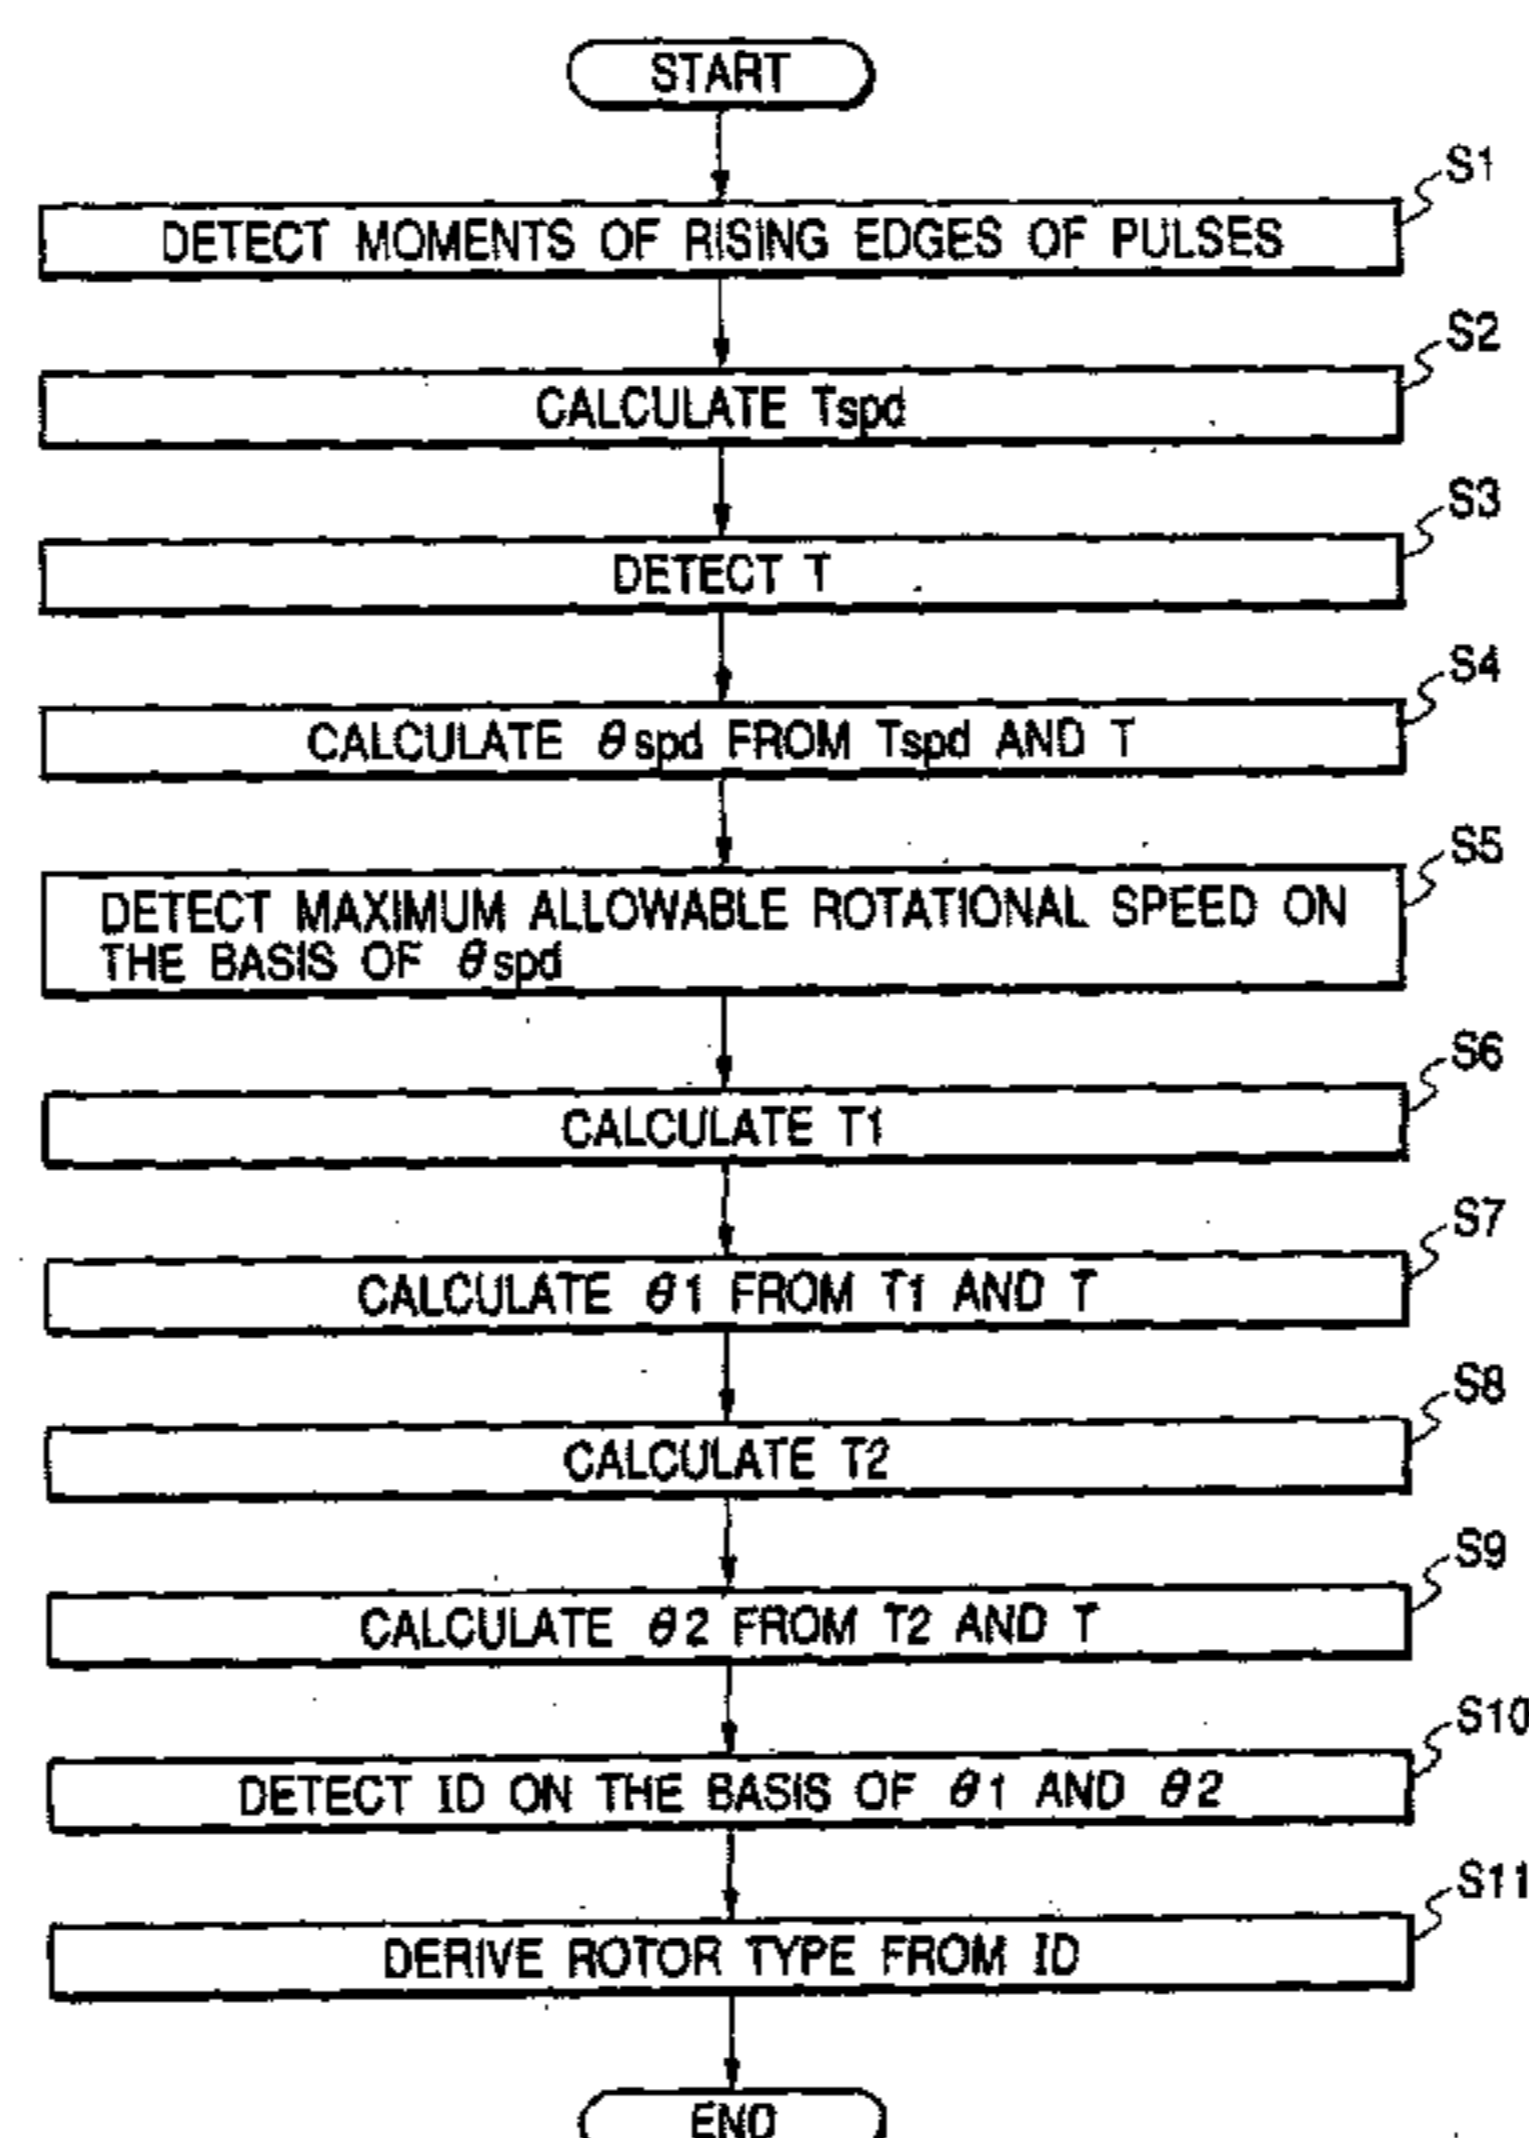 START
S1
DETECT MOMENTS OF RISING EDGES OF PULSES
S2
CALCULATE Tspd
S3
DETECT T
S4
CALCULATE θspd FROM Tspd AND T
S5
DETECT MAXIMUM ALLOWABLE ROTATIONAL SPEED ON
THE BASIS OF θspd
S6
CALCULATE T1
S7
CALCULATE θ1 FROM T1 AND T
S8
CALCULATE T2
S9
CALCULATE θ2 FROM T2 AND T
S10
DETECT ID ON THE BASIS OF θ1 AND θ2
S11
DERIVE ROTOR TYPE FROM ID
END